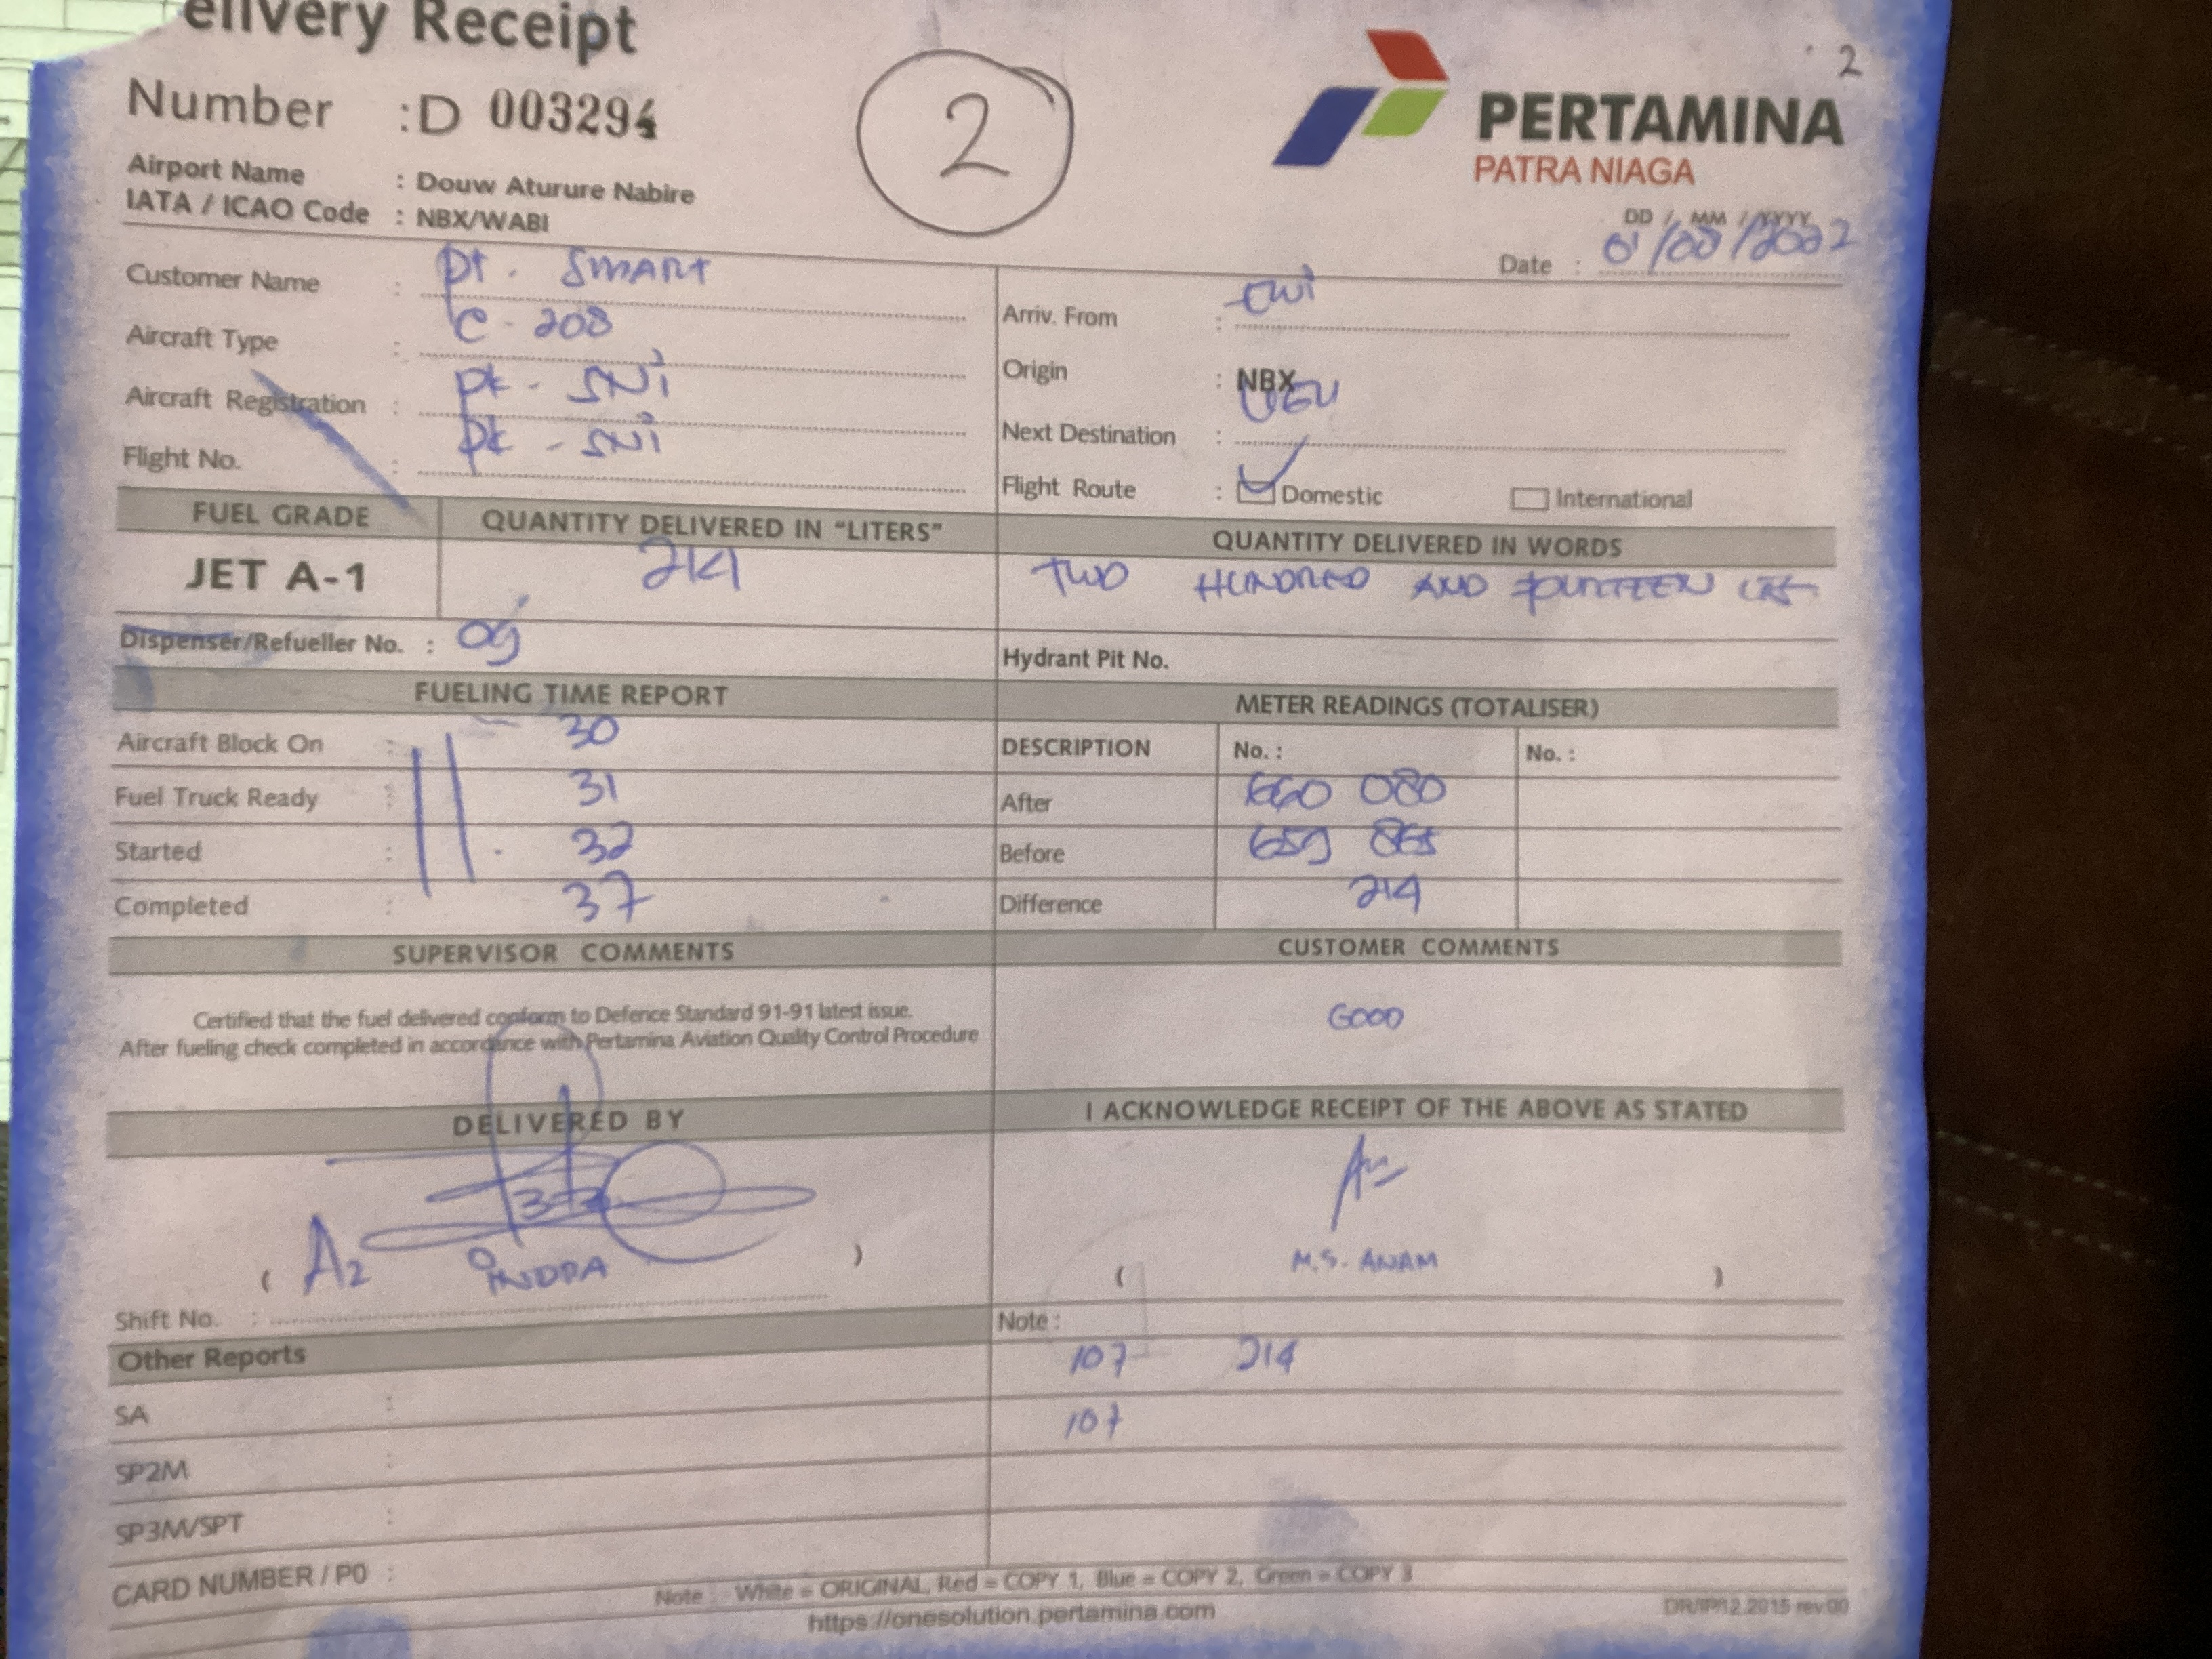 elivery Receipt
2
Number : D 003294
2
PERTAMINA
PATRA NIAGA
Airport Name : Douw Aturure Nabire
IATA / ICAO Code : NBX/WABI
DD / MM / YYYY
Date : 01/08/2022
Customer Name : PT. SMART
Aircraft Type : C - 208
Aircraft Registration : PK - SNi
Flight No. : PK - SNi
Arriv. From :
Origin : NBX
Next Destination :
Flight Route : Domestic International
FUEL GRADE QUANTITY DELIVERED IN "LITERS" QUANTITY DELIVERED IN WORDS
JET A-1 214 TWO HUNDRED AND FOURTEEN LTS
Dispenser/Refueller No. : 09 Hydrant Pit No.
FUELING TIME REPORT METER READINGS (TOTALISER)
Aircraft Block On : 30 DESCRIPTION No. : No. :
Fuel Truck Ready : 31 After 660 080
Started : 32 Before 659
Completed : 37 Difference 214
SUPERVISOR COMMENTS CUSTOMER COMMENTS
Certified that the fuel delivered conform to Defence Standard 91-91 latest issue.
After fueling check completed in accordance with Pertamina Aviation Quality Control Procedure
GOOD
DELIVERED BY I ACKNOWLEDGE RECEIPT OF THE ABOVE AS STATED
( A2 iNDRA ) ( M.S. ANAM )
Shift No. : Note :
Other Reports 107 214
SA : 107
SP2M :
SP3M/SPT :
CARD NUMBER / P0 :
Note : White = ORIGINAL, Red = COPY 1, Blue = COPY 2, Green = COPY 3
https://onesolution.pertamina.com
DR/IP/12.2015 rev.00